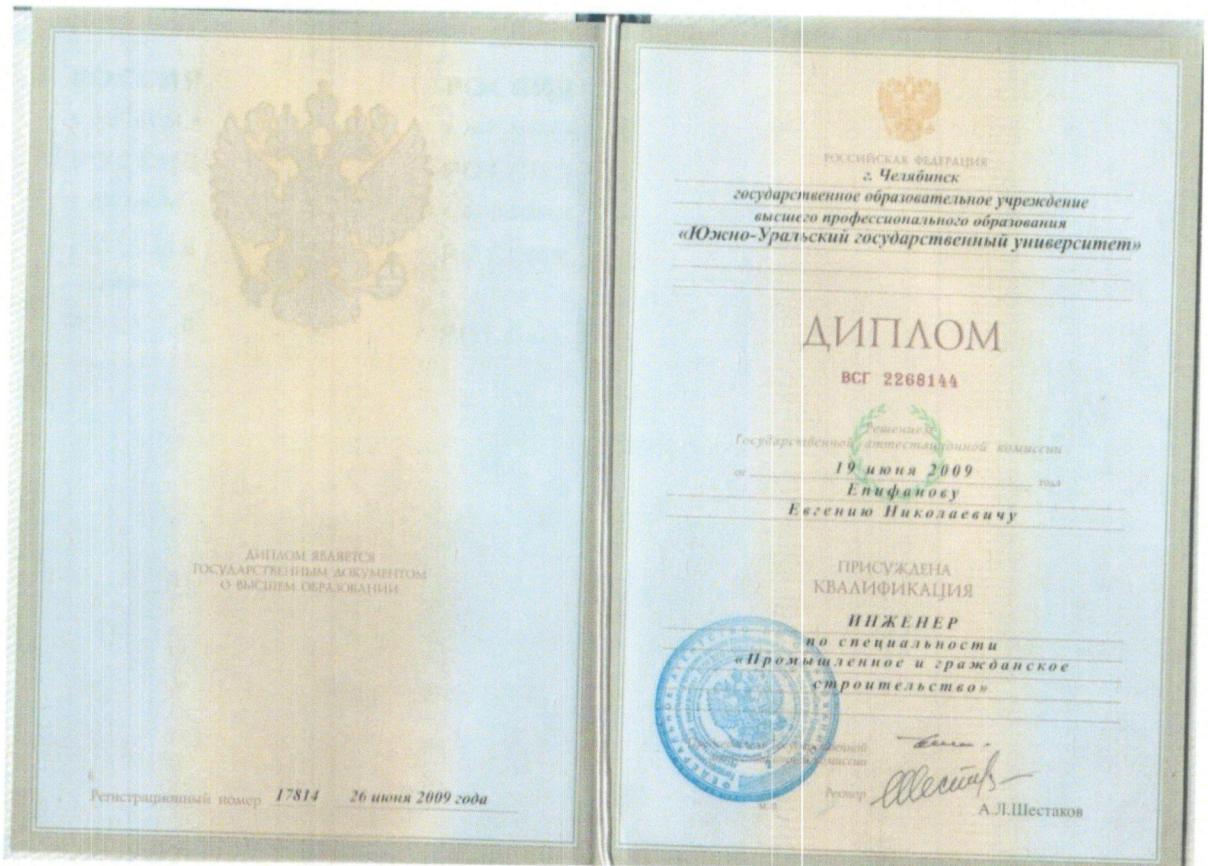 ДИПЛОМ ЯВЛЯЕТСЯ
ГОСУДАРСТВЕННЫМ ДОКУМЕНТОМ
О ВЫСШЕМ ОБРАЗОВАНИИ
Регистрационный номер 17814 26 июня 2009 года
РОССИЙСКАЯ ФЕДЕРАЦИЯ
г. Челябинск
государственное образовательное учреждение
высшего профессионального образования
«Южно-Уральский государственный университет»
ДИПЛОМ
ВСГ 2268144
Решением
Государственной аттестационной комиссии
от 19 июня 2009 года
Епифанову
Евгению Николаевичу
ПРИСУЖДЕНА
КВАЛИФИКАЦИЯ
ИНЖЕНЕР
по специальности
«Промышленное и гражданское
строительство»
комиссии
Ректор
М.П.
А.Л.Шестаков